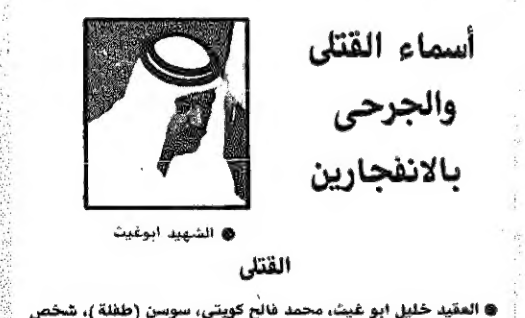 أسماء القتلى
والجرحى
بالانفجارين
● الشهيد ابوغيث
القتلى
● العقيد خليل ابو غيث، محمد فالح كويتي، سوسن (طفلة)، شخص